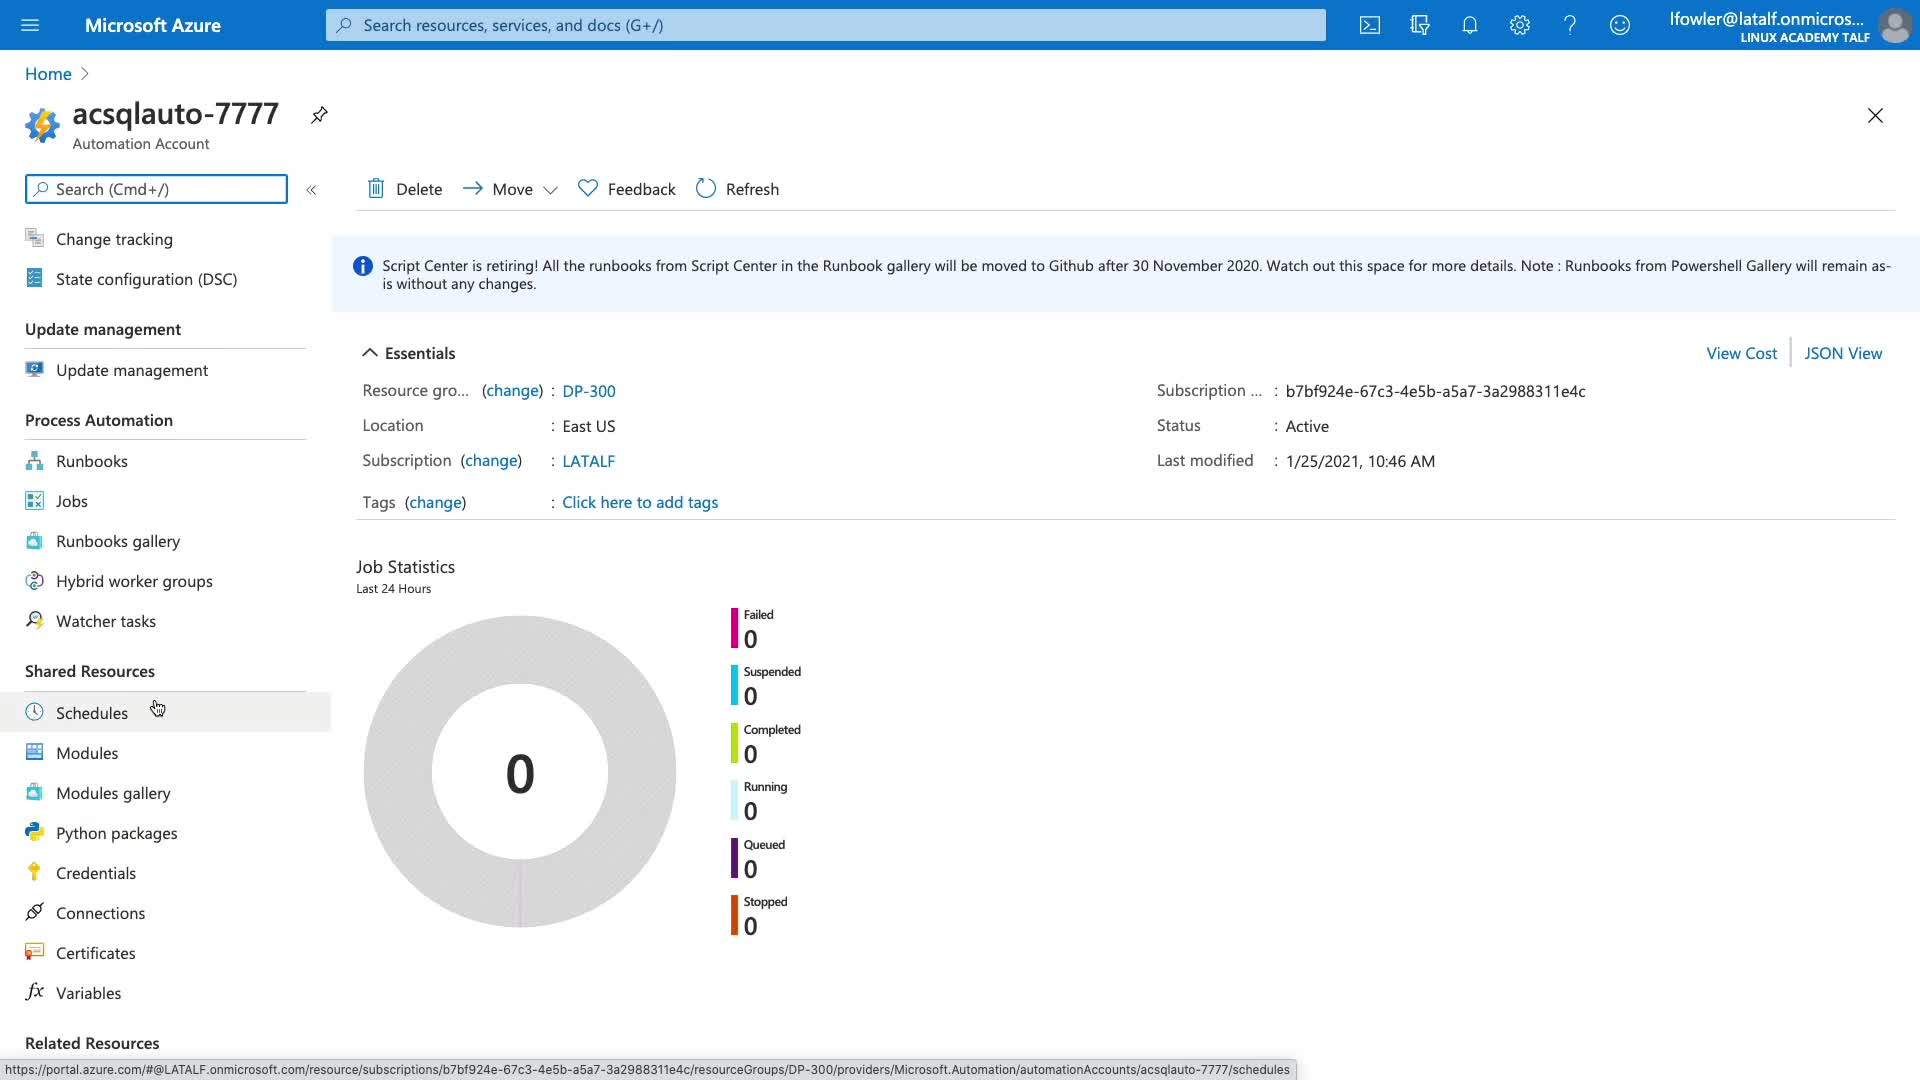 Microsoft Azure
Search resources, services, and docs (G+/)
lfowler@latalf.onmicros...
LINUX ACADEMY TALF
Home
acsqlauto-7777
Automation Account
Search (Cmd+/)
«
Delete
Move
Feedback
Refresh
Change tracking
State configuration (DSC)
Update management
Update management
Process Automation
Runbooks
Jobs
Runbooks gallery
Hybrid worker groups
Watcher tasks
Shared Resources
Schedules
Modules
Modules gallery
Python packages
Credentials
Connections
Certificates
Variables
Related Resources
Script Center is retiring! All the runbooks from Script Center in the Runbook gallery will be moved to Github after 30 November 2020. Watch out this space for more details. Note : Runbooks from Powershell Gallery will remain as-
is without any changes.
Essentials
View Cost
JSON View
Resource gro... (change) : DP-300
Location : East US
Subscription (change) : LATALF
Tags (change) : Click here to add tags
Subscription ... : b7bf924e-67c3-4e5b-a5a7-3a2988311e4c
Status : Active
Last modified : 1/25/2021, 10:46 AM
Job Statistics
Last 24 Hours
0
Failed
0
Suspended
0
Completed
0
Running
0
Queued
0
Stopped
0
https://portal.azure.com/#@LATALF.onmicrosoft.com/resource/subscriptions/b7bf924e-67c3-4e5b-a5a7-3a2988311e4c/resourceGroups/DP-300/providers/Microsoft.Automation/automationAccounts/acsqlauto-7777/schedules